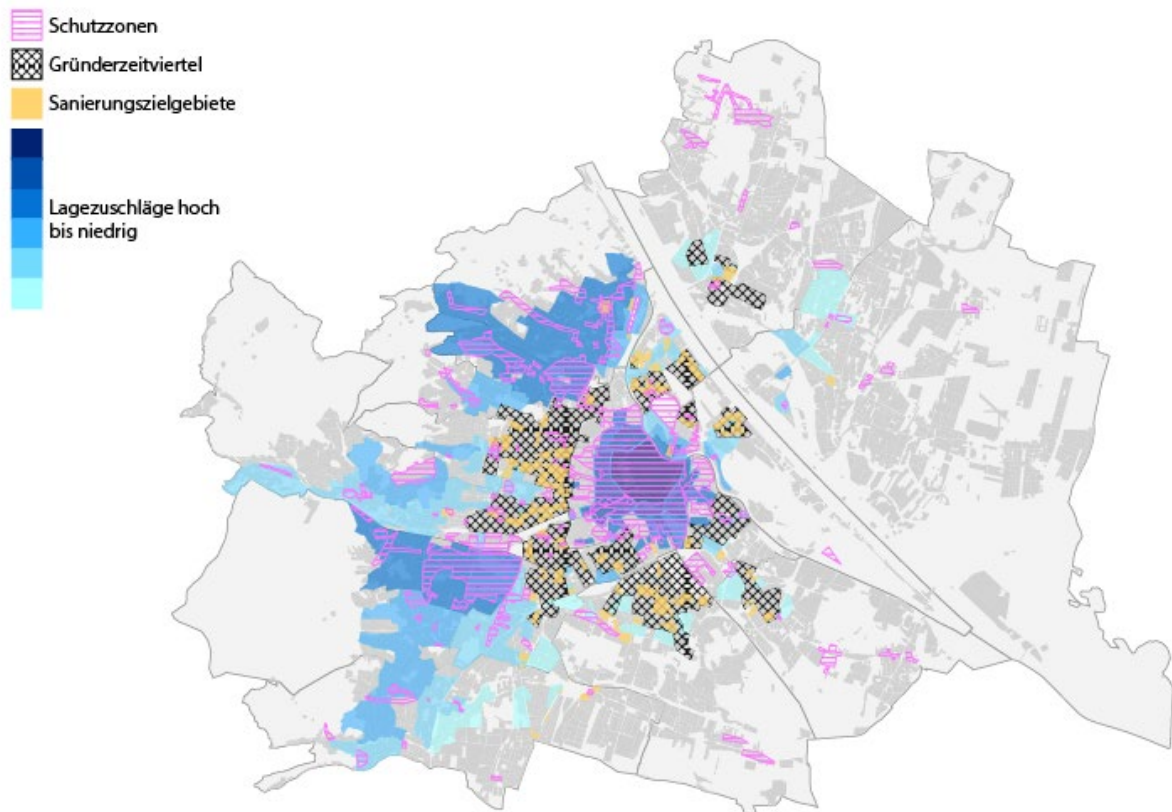 Schutzzonen
Gründerzeitviertel
Sanierungszielgebiete
Lagezuschläge hoch
bis niedrig